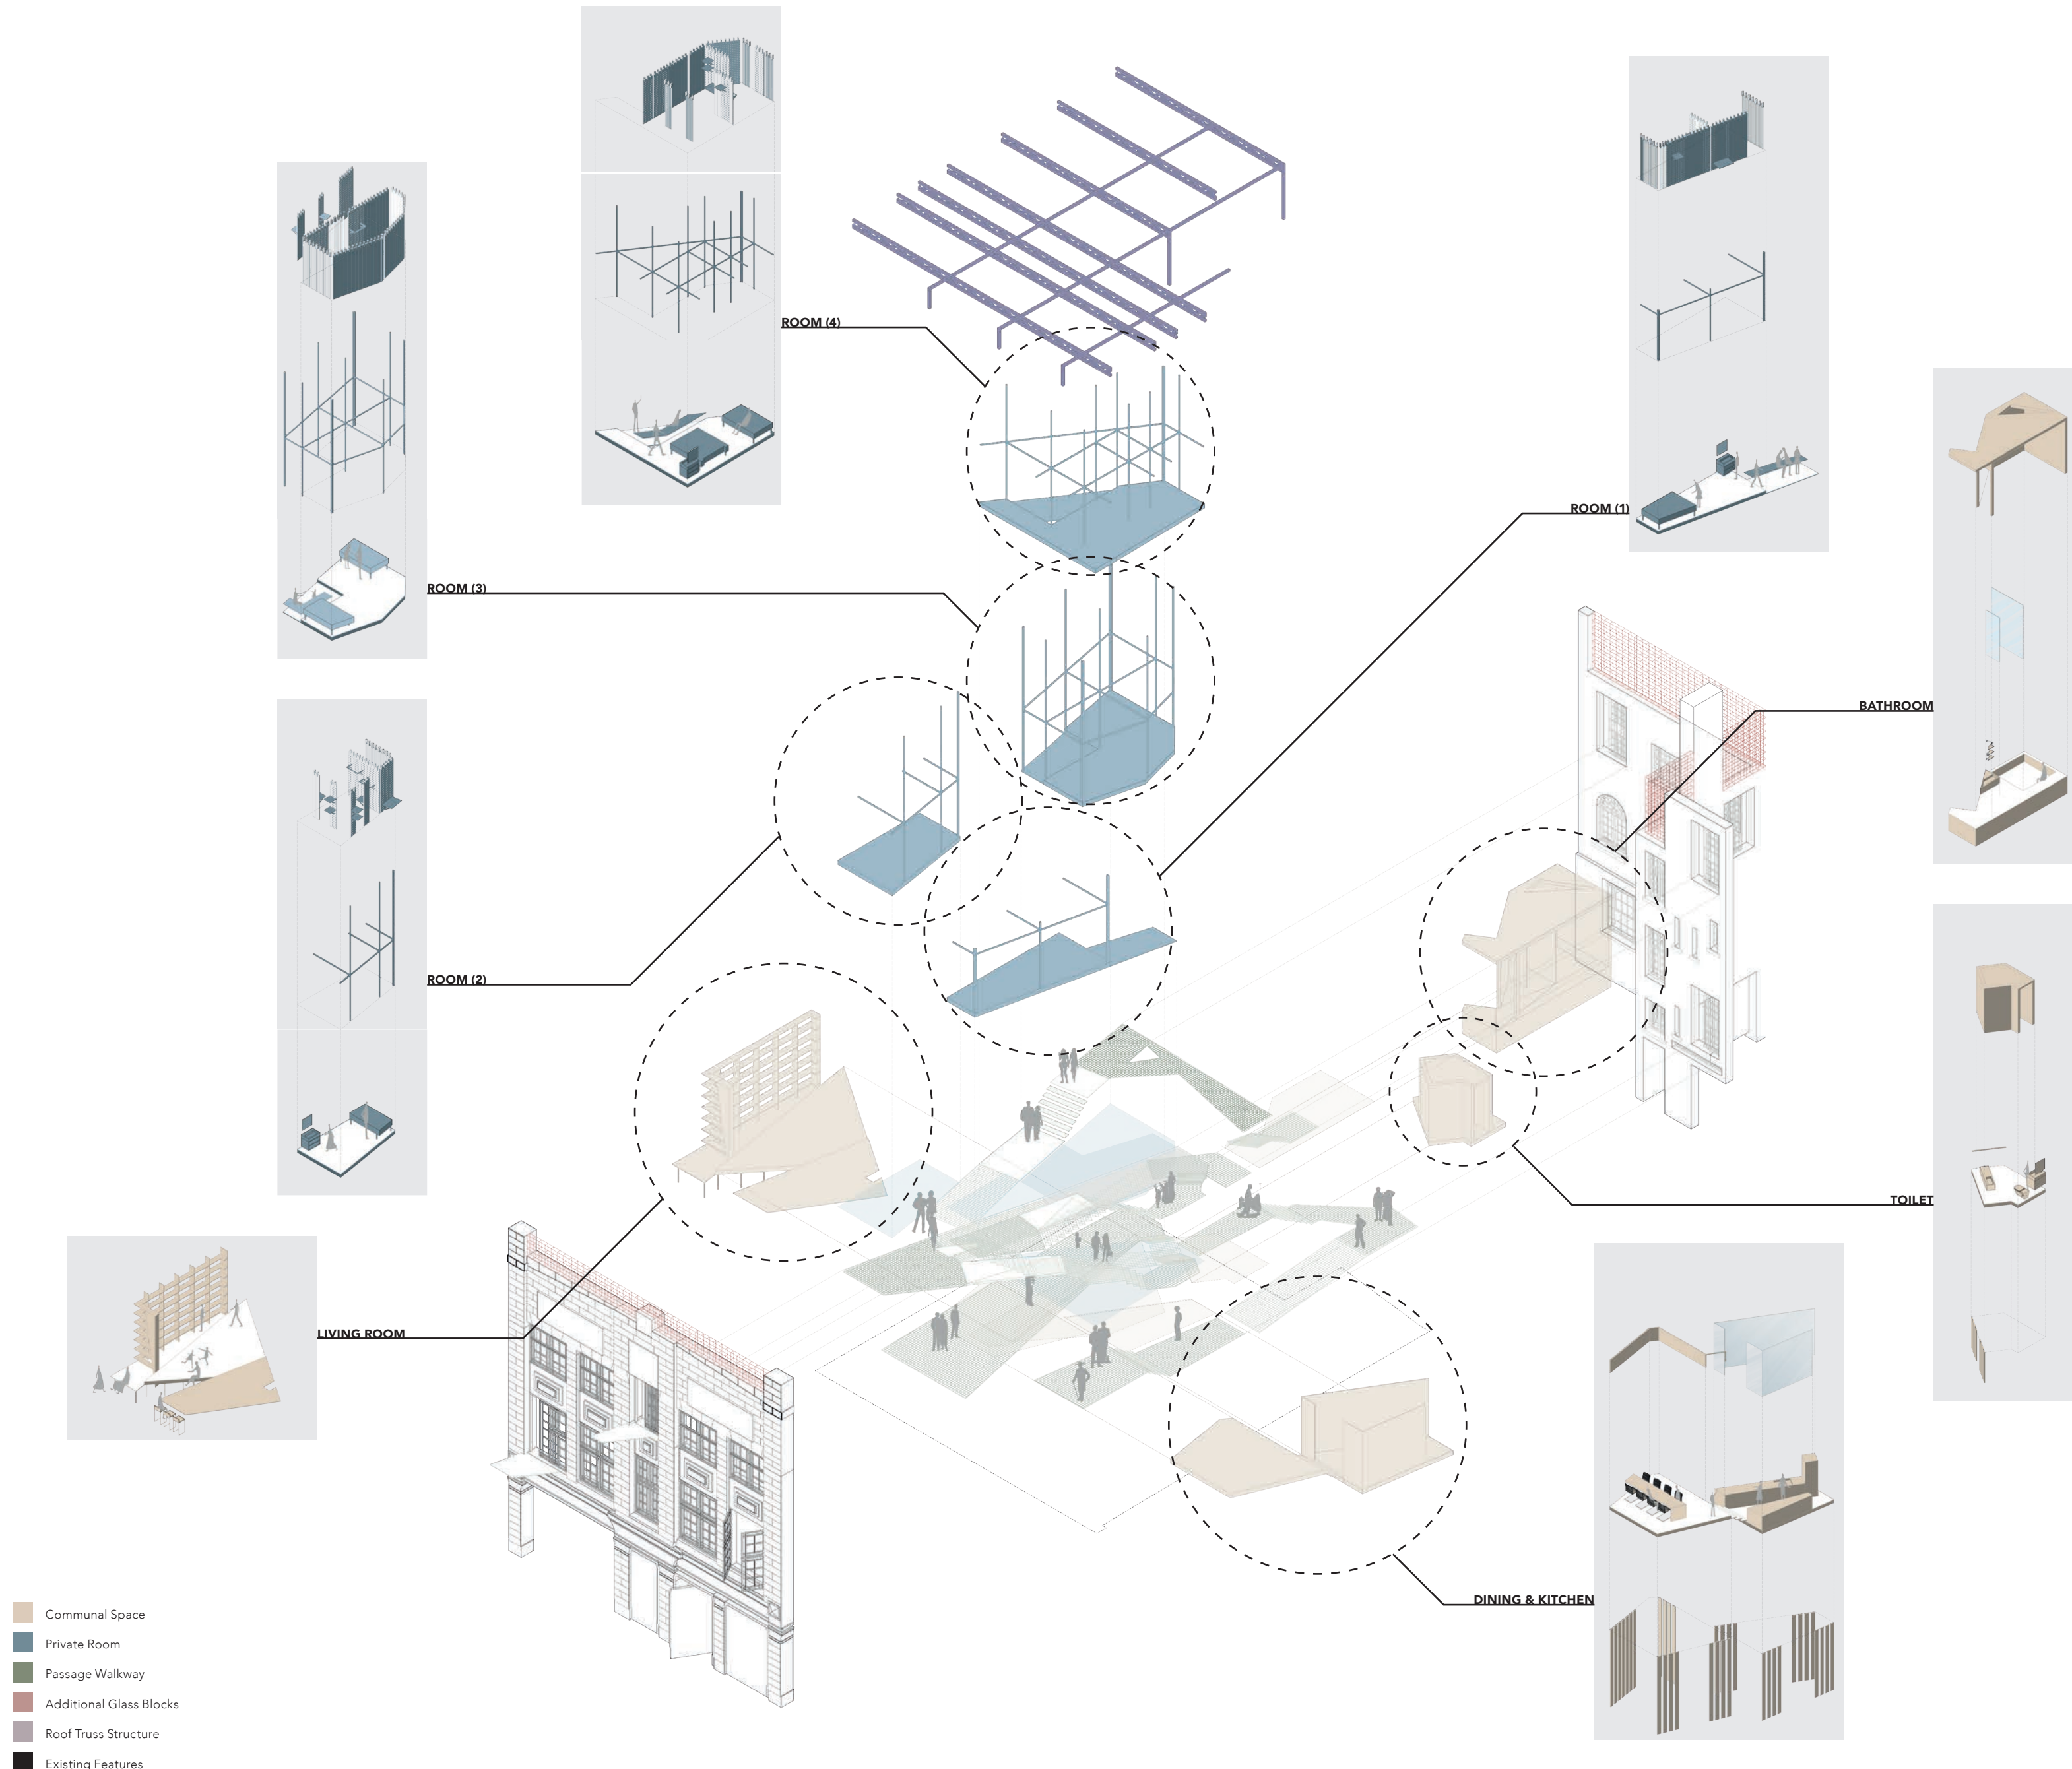 ROOM (4)
ROOM (1)
ROOM (3)
BATHROOM
ROOM (2)
TOILET
LIVING ROOM
DINING & KITCHEN
Communal Space
Private Room
Passage Walkway
Additional Glass Blocks
Roof Truss Structure
Existing Features